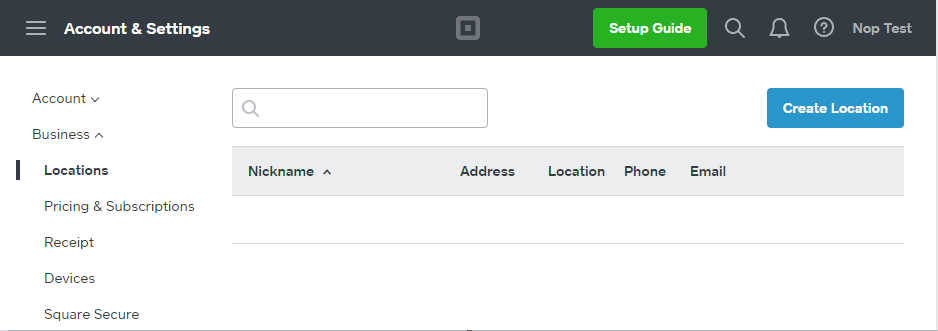 Account & Settings
Setup Guide
Nop Test
Account
Business
Locations
Pricing & Subscriptions
Receipt
Devices
Square Secure
Create Location
Nickname Address Location Phone Email